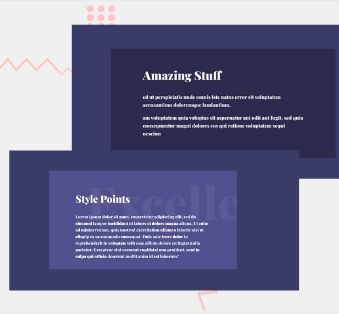 Amazing Stuff
ed ut perspiciatis unde omnis iste natus error sit voluptatem
accusantium doloremque laudantium.
am voluptatem quia voluptas sit aspernatur aut odit aut fugit, sed quia
consequuntur magni dolores eos qui ratione voluptatem sequi
nesciun
Excelle
Style Points
Lorem ipsum dolor sit amet, consectetur adipiscing elit, sed do
eiusmod tempor incididunt ut labore et dolore magna aliqua. Ut enim
ad minim veniam, quis nostrud exercitation ullamco laboris nisi ut
aliquip ex ea commodo consequat. Duis aute irure dolor in
reprehenderit in voluptate velit esse cillum dolore eu fugiat nulla
pariatur. Excepteur sint occaecat cupidatat non proident, sunt in
culpa qui officia deserunt mollit anim id est laborum?